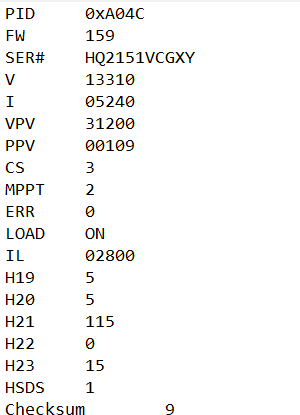 PID 0xA04C
FW 159
SER# HQ2151VCGXY
V 13310
I 05240
VPV 31200
PPV 00109
CS 3
MPPT 2
ERR 0
LOAD ON
IL 02800
H19 5
H20 5
H21 115
H22 0
H23 15
HSDS 1
Checksum 9